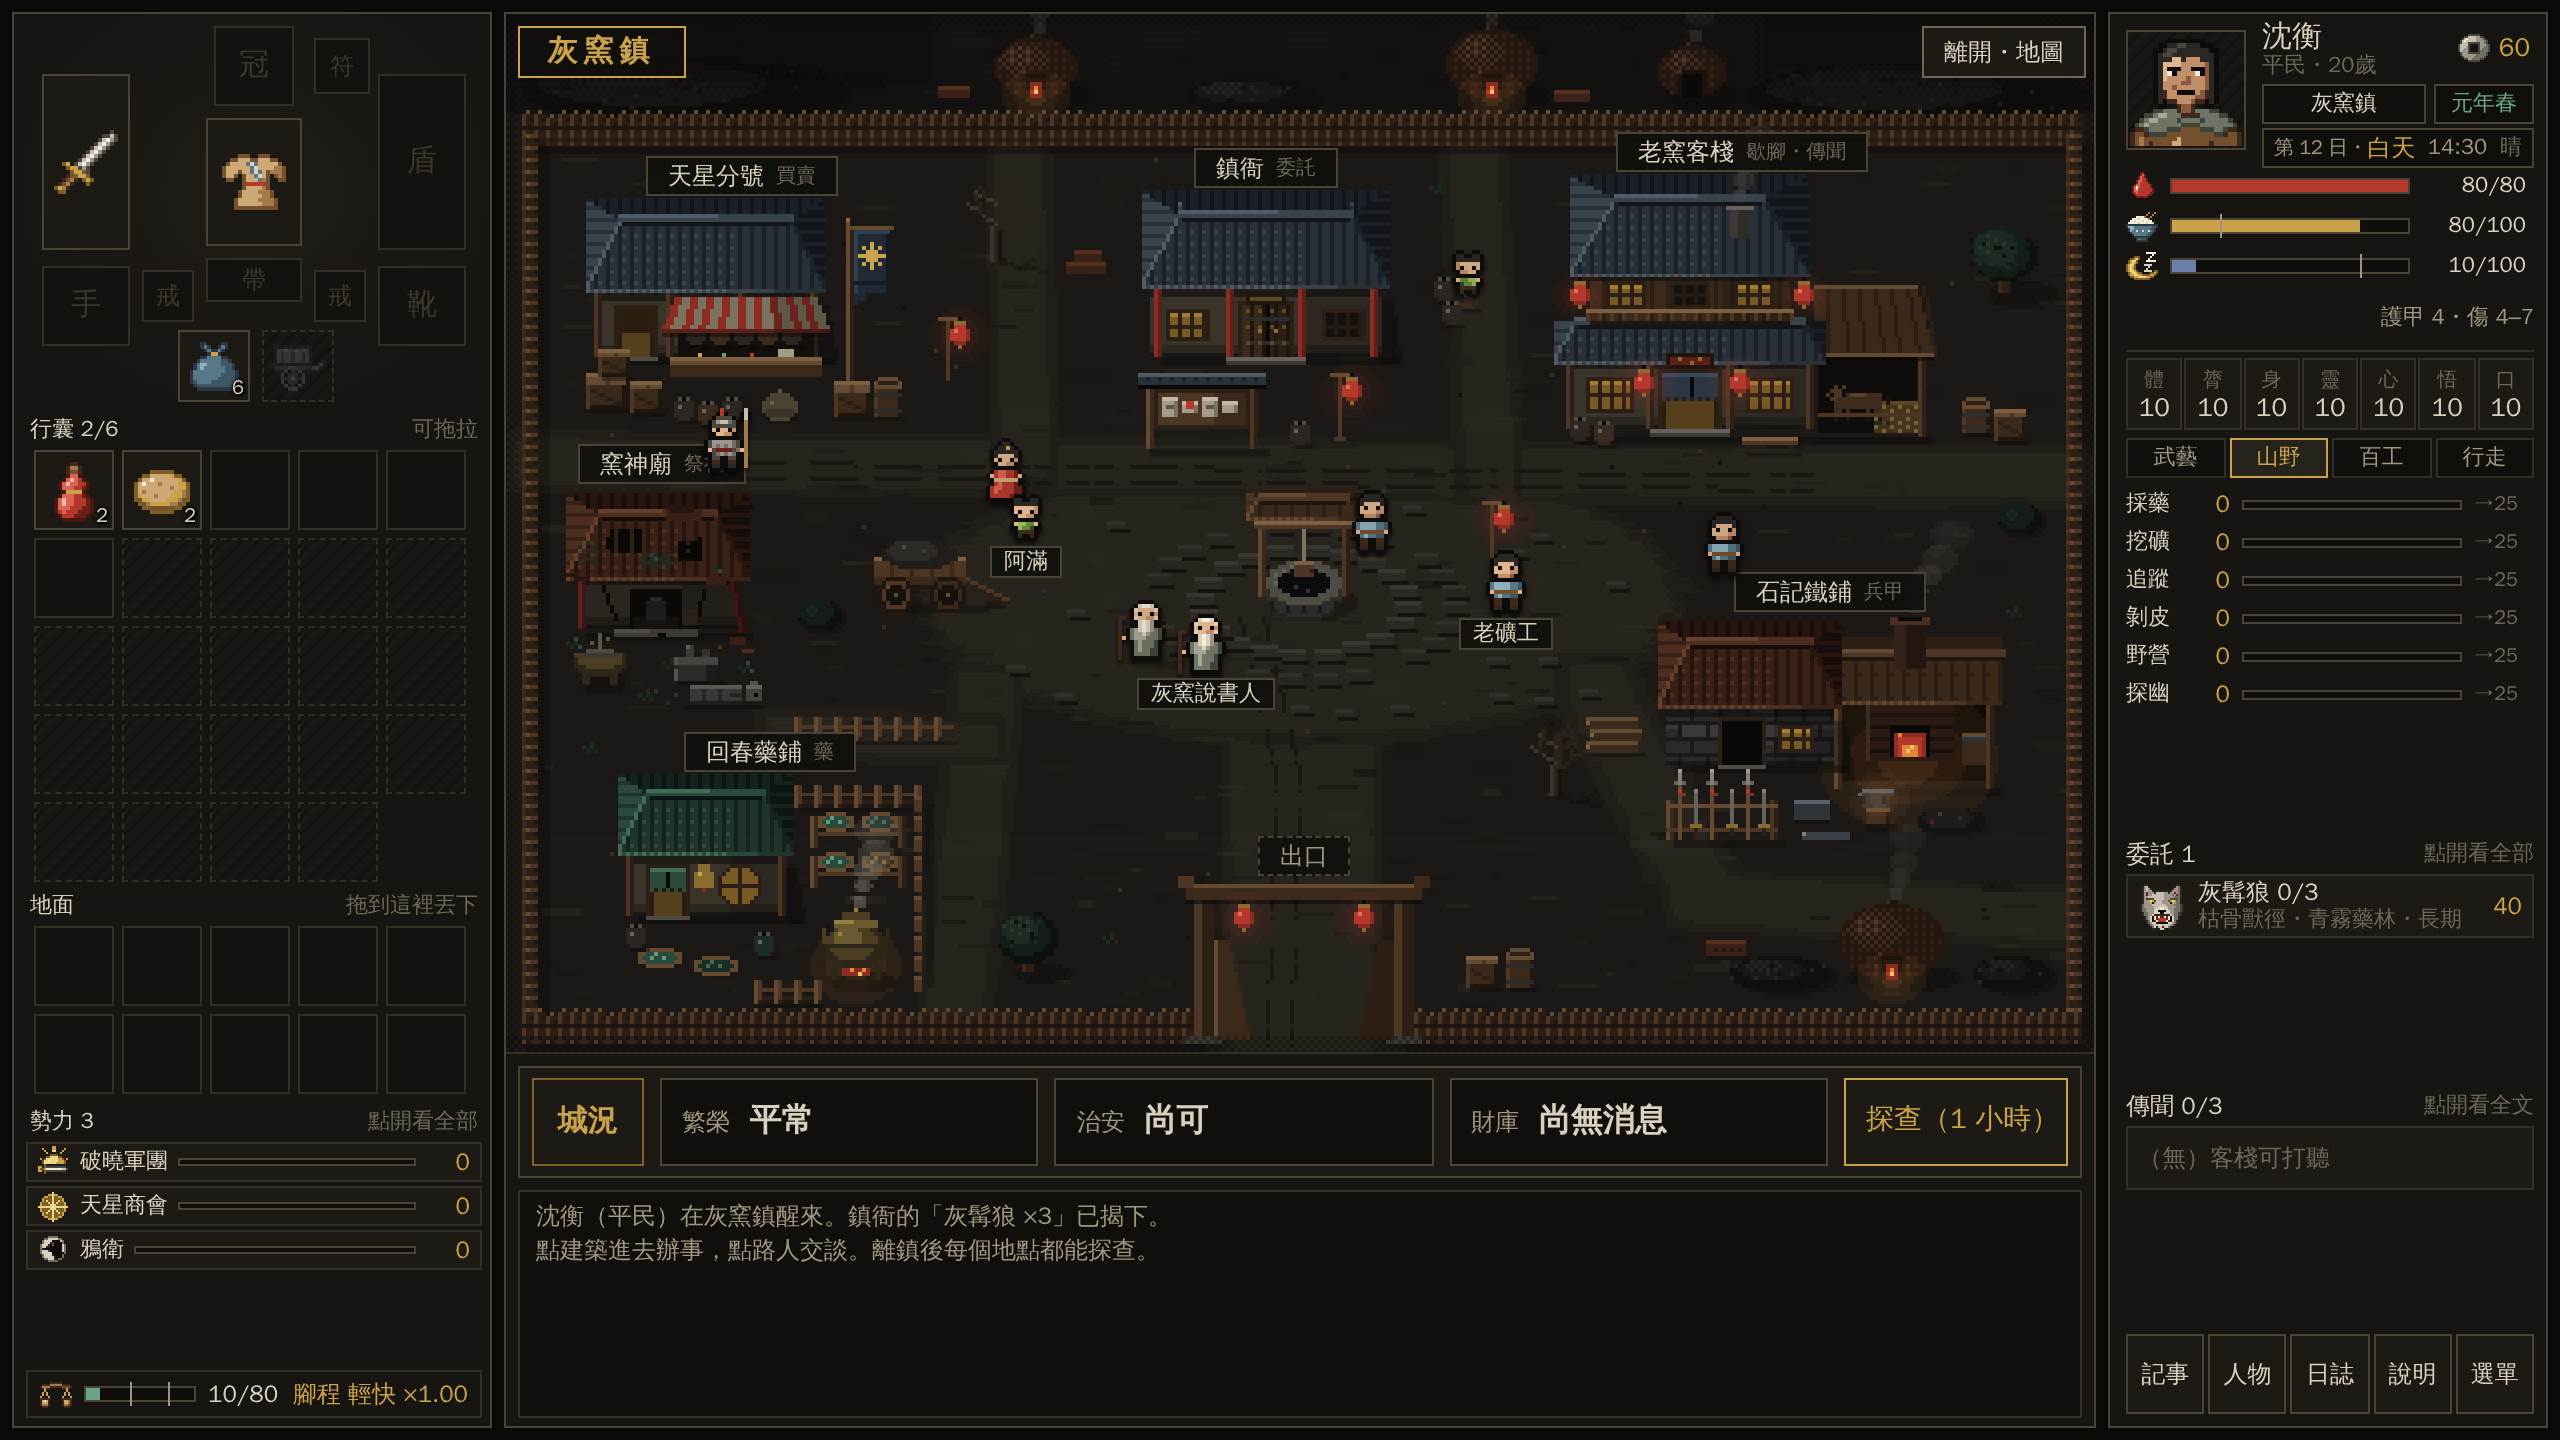 冠
符
盾
手
戒
帶
戒
靴
6
行囊 2/6
可拖拉
2
2
地面
拖到這裡丟下
勢力 3
點開看全部
破曉軍團 0
天星商會 0
鴉衛 0
10/80 腳程 輕快 ×1.00
灰窯鎮
離開・地圖
天星分號 買賣
鎮衙 委託
老窯客棧 歇腳・傳聞
窯神廟
阿滿
老礦工
石記鐵鋪 兵甲
灰窯說書人
回春藥鋪 藥
出口
城況
繁榮 平常
治安 尚可
財庫 尚無消息
探查（1 小時）
沈衡（平民）在灰窯鎮醒來。鎮衙的「灰髯狼 ×3」已揭下。
點建築進去辦事，點路人交談。離鎮後每個地點都能探查。
沈衡
60
平民・20歲
灰窯鎮
元年春
第 12 日・白天 14:30 晴
80/80
80/100
10/100
護甲 4・傷 4–7
體 膂 身 靈 心 悟 口
10 10 10 10 10 10 10
武藝
山野
百工
行走
採藥 0 →25
挖礦 0 →25
追蹤 0 →25
剝皮 0 →25
野營 0 →25
探幽 0 →25
委託 1
點開看全部
灰髯狼 0/3
枯骨獸徑・青霧藥林・長期
40
傳聞 0/3
點開看全文
（無）客棧可打聽
記事
人物
日誌
說明
選單